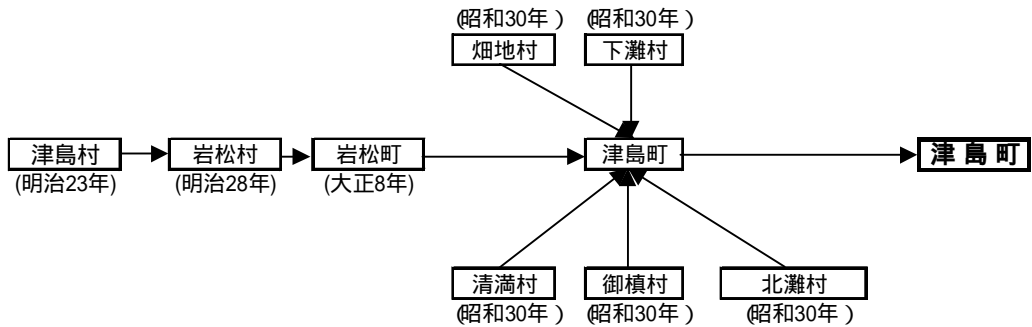 (昭和30年) (昭和30年)
畑地村 下灘村
津島村 岩松村 岩松町 津島町 津島町
(明治23年) (明治28年) (大正8年)
清満村 御槙村 北灘村
(昭和30年) (昭和30年) (昭和30年)